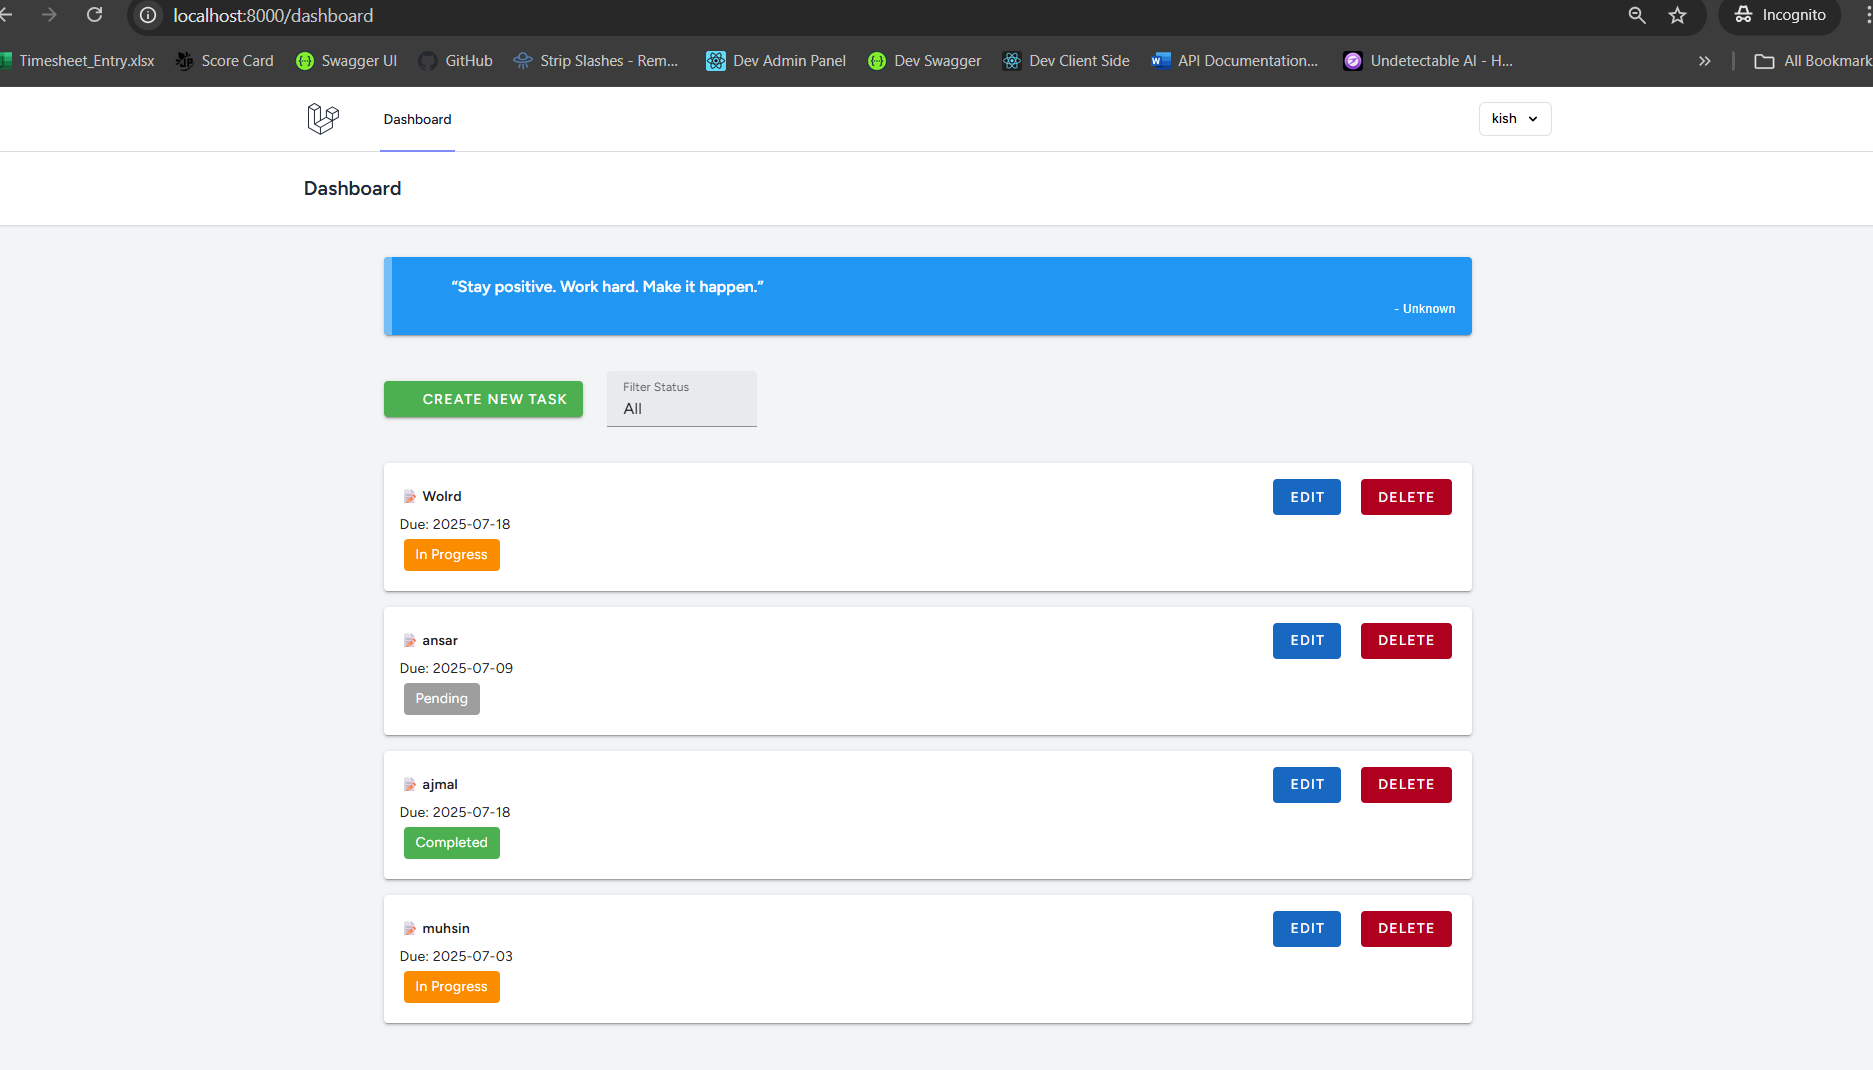 localhost:8000/dashboard
Incognito
Timesheet_Entry.xlsx Score Card Swagger UI GitHub Strip Slashes - Rem... Dev Admin Panel Dev Swagger Dev Client Side API Documentation... Undetectable AI - H... » All Bookmark
Dashboard
kish
Dashboard
“Stay positive. Work hard. Make it happen.”
- Unknown
CREATE NEW TASK
Filter Status
All
Wolrd
EDIT DELETE
Due: 2025-07-18
In Progress
ansar
EDIT DELETE
Due: 2025-07-09
Pending
ajmal
EDIT DELETE
Due: 2025-07-18
Completed
muhsin
EDIT DELETE
Due: 2025-07-03
In Progress